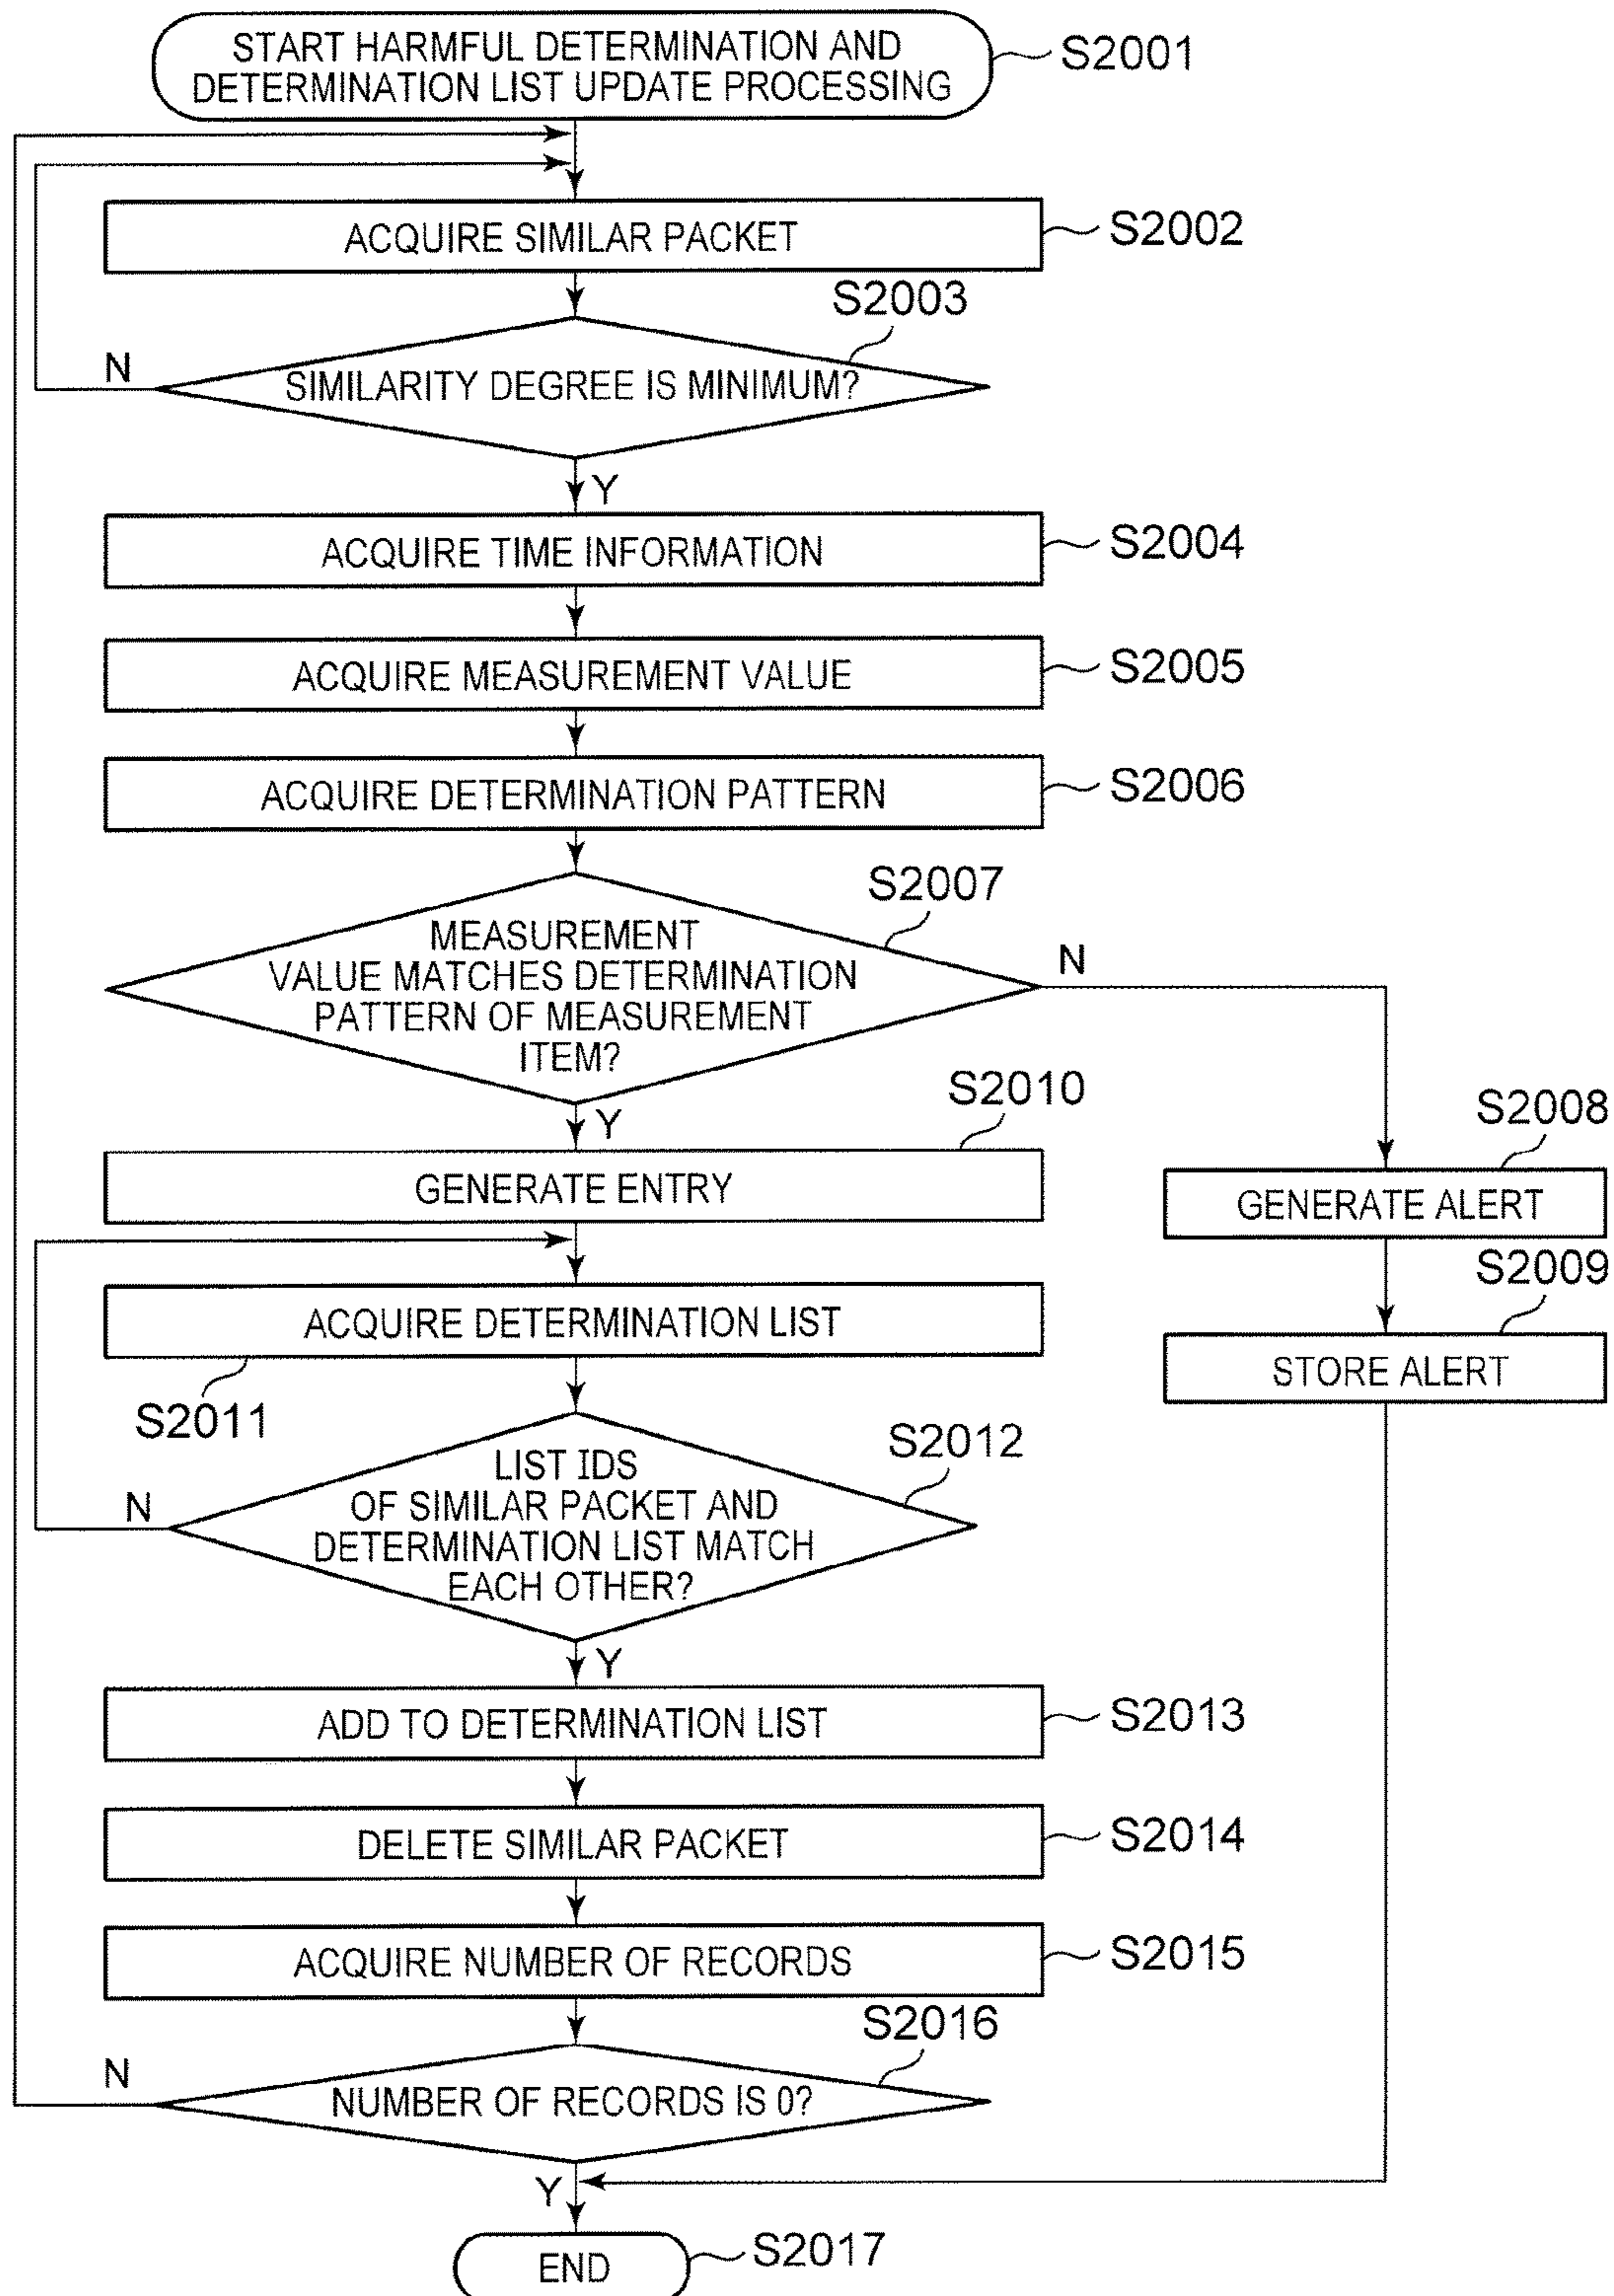 START HARMFUL DETERMINATION AND
DETERMINATION LIST UPDATE PROCESSING
S2001
ACQUIRE SIMILAR PACKET
S2002
S2003
SIMILARITY DEGREE IS MINIMUM?
N
Y
ACQUIRE TIME INFORMATION
S2004
ACQUIRE MEASUREMENT VALUE
S2005
ACQUIRE DETERMINATION PATTERN
S2006
S2007
MEASUREMENT
VALUE MATCHES DETERMINATION
PATTERN OF MEASUREMENT
ITEM?
N
Y
S2010
GENERATE ENTRY
S2008
GENERATE ALERT
S2009
STORE ALERT
ACQUIRE DETERMINATION LIST
S2011
S2012
LIST IDS
OF SIMILAR PACKET AND
DETERMINATION LIST MATCH
EACH OTHER?
N
Y
ADD TO DETERMINATION LIST
S2013
DELETE SIMILAR PACKET
S2014
ACQUIRE NUMBER OF RECORDS
S2015
S2016
NUMBER OF RECORDS IS 0?
N
Y
END
S2017